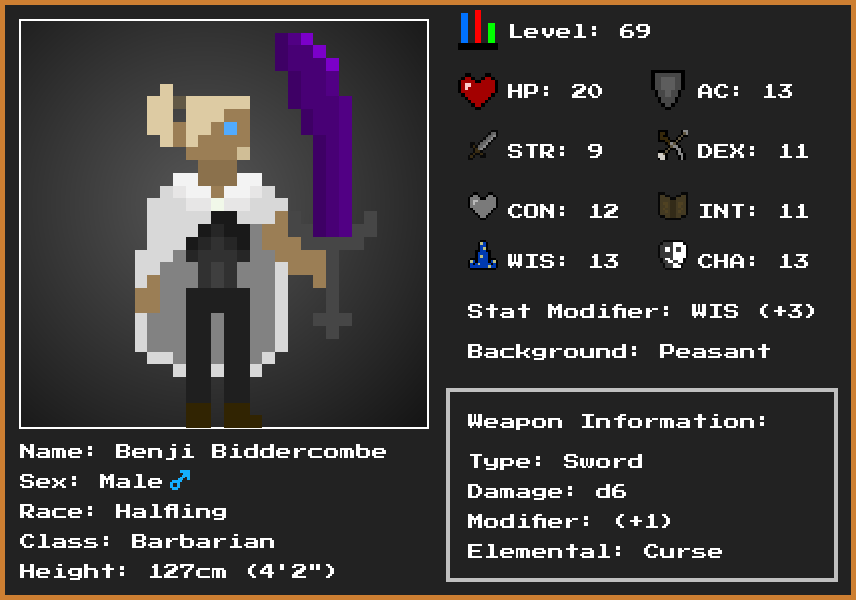 Level: 69
HP: 20 AC: 13
STR: 9 DEX: 11
CON: 12 INT: 11
WIS: 13 CHA: 13
Stat Modifier: WIS (+3)
Background: Peasant
Name: Benji Biddercombe
Sex: Male♂
Race: Halfling
Class: Barbarian
Height: 127cm (4'2")
Weapon Information:
Type: Sword
Damage: d6
Modifier: (+1)
Elemental: Curse